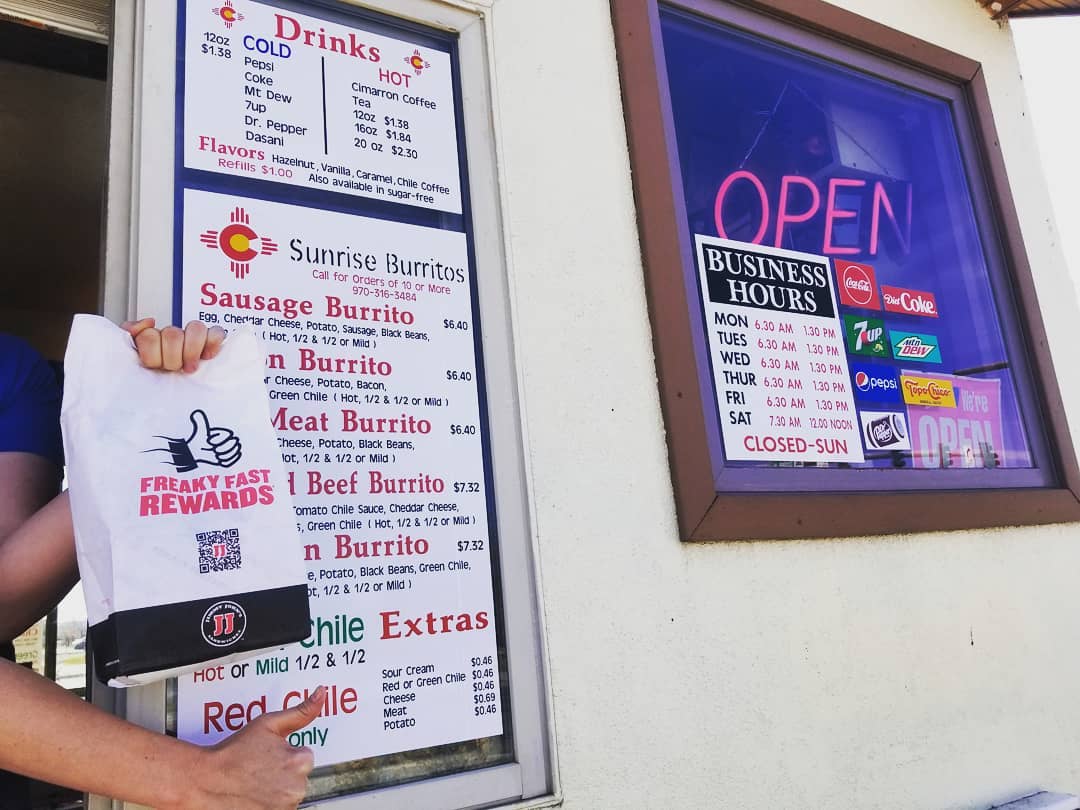 Drinks
12oz COLD
$1.38
Pepsi
Coke
Mt Dew
7up
Dr. Pepper
Dasani
HOT
Cimarron Coffee
Tea
12oz $1.38
16oz $1.84
20 oz $2.30
Flavors Hazelnut, Vanilla, Caramel, Chile Coffee
Refills $1.00 Also available in sugar-free
C
Sunrise Burritos
Call for Orders of 10 or More
970-316-3484
Sausage Burrito $6.40
Egg, Cheddar Cheese, Potato, Sausage, Black Beans,
( Hot, 1/2 & 1/2 or Mild )
on Burrito $6.40
r Cheese, Potato, Bacon,
Green Chile ( Hot, 1/2 & 1/2 or Mild )
Meat Burrito $6.40
Cheese, Potato, Black Beans,
, 1/2 & 1/2 or Mild )
d Beef Burrito $7.32
Tomato Chile Sauce, Cheddar Cheese,
s, Green Chile ( Hot, 1/2 & 1/2 or Mild )
n Burrito $7.32
e, Potato, Black Beans, Green Chile,
ot, 1/2 & 1/2 or Mild )
Chile
Hot or Mild 1/2 & 1/2
Red Chile
only
Extras
Sour Cream $0.46
Red or Green Chile $0.46
Cheese $0.46
Meat $0.69
Potato $0.46
FREAKY FAST
REWARDS
JJ
JIMMY JOHN'S
JJ
SANDWICHES
OPEN
BUSINESS
HOURS
MON 6.30 AM 1.30 PM
TUES 6.30 AM 1.30 PM
WED 6.30 AM 1.30 PM
THUR 6.30 AM 1.30 PM
FRI 6.30 AM 1.30 PM
SAT 7.30 AM 12.00 NOON
CLOSED-SUN
Coca-Cola
Diet Coke
7UP
Mtn DEW
pepsi
Topo Chico
Dr Pepper
We're
OPEN